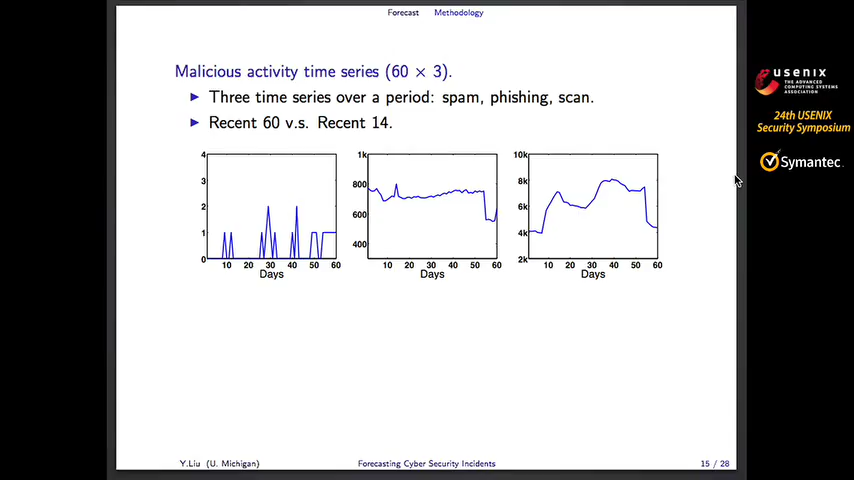 Forecast Methodology
Malicious activity time series (60 × 3).
► Three time series over a period: spam, phishing, scan.
► Recent 60 v.s. Recent 14.
4
3
2
1
0
10 20 30 40 50 60
Days
1k
800
600
400
10 20 30 40 50 60
Days
10k
8k
6k
4k
2k
10 20 30 40 50 60
Days
Y.Liu (U. Michigan) Forecasting Cyber Security Incidents 15 / 28
usenix
THE ADVANCED
COMPUTING SYSTEMS
ASSOCIATION
24th USENIX
Security Symposium
Symantec.